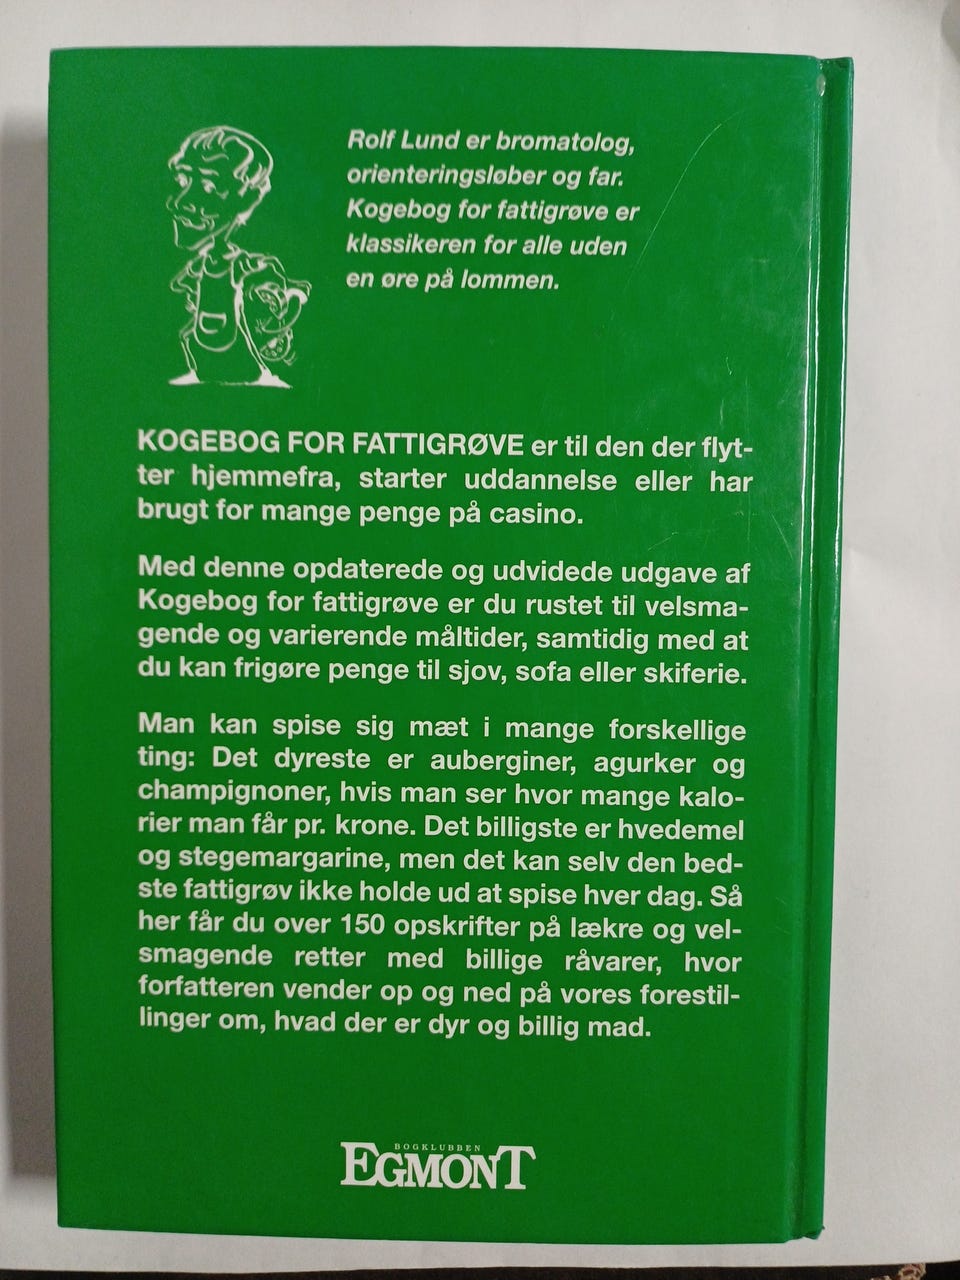 Rolf Lund er bromatolog,
orienteringsløber og far.
Kogebog for fattigrøve er
klassikeren for alle uden
en øre på lommen.
KOGEBOG FOR FATTIGRØVE er til den der flyt-
ter hjemmefra, starter uddannelse eller har
brugt for mange penge på casino.
Med denne opdaterede og udvidede udgave af
Kogebog for fattigrøve er du rustet til velsma-
gende og varierende måltider, samtidig med at
du kan frigøre penge til sjov, sofa eller skiferie.
Man kan spise sig mæt i mange forskellige
ting: Det dyreste er auberginer, agurker og
champignoner, hvis man ser hvor mange kalo-
rier man får pr. krone. Det billigste er hvedemel
og stegemargarine, men det kan selv den bed-
ste fattigrøv ikke holde ud at spise hver dag. Så
her får du over 150 opskrifter på lækre og vel-
smagende retter med billige råvarer, hvor
forfatteren vender op og ned på vores forestil-
linger om, hvad der er dyr og billig mad.
BOGKLUBBEN
EGMONT